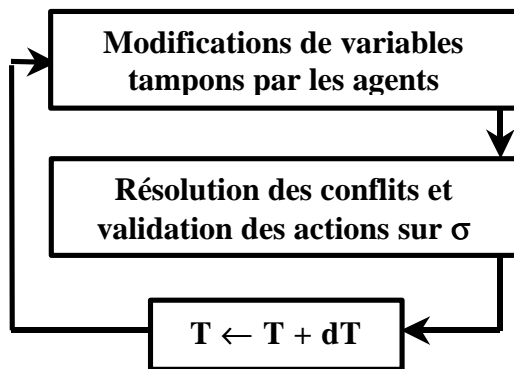 Modifications de variables
tampons par les agents
Résolution des conflits et
validation des actions sur σ
T ← T + dT